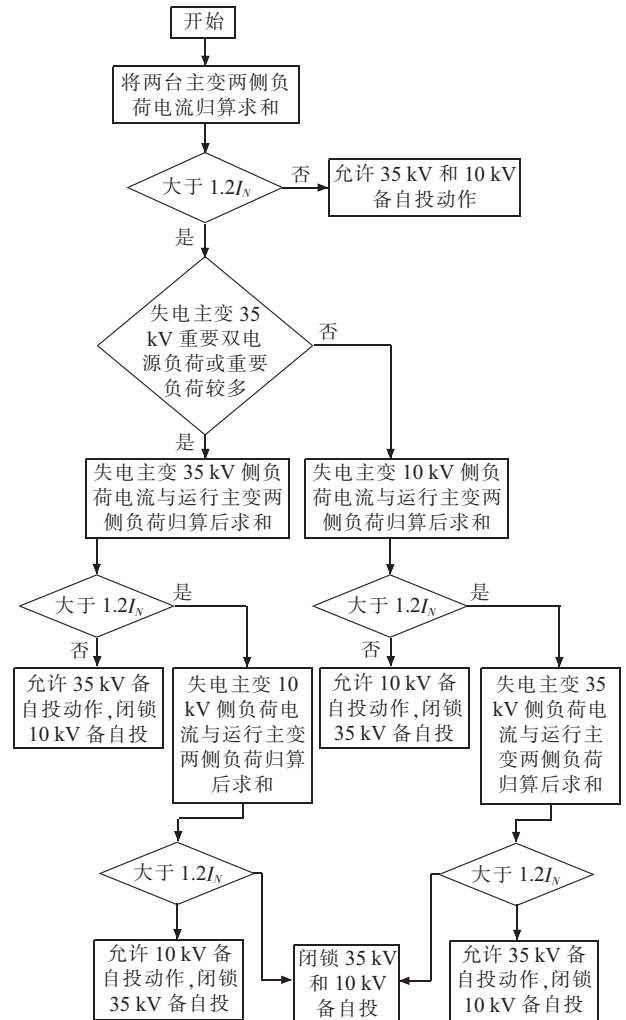 开始
将两台主变两侧负
荷电流归算求和
大于 1.2I_N
否
允许 35 kV 和 10 kV
备自投动作
是
失电主变 35
kV 重要双电
源负荷或重要
负荷较多
否
是
失电主变 35 kV 侧负
荷电流与运行主变两
侧负荷归算后求和
失电主变 10 kV 侧负
荷电流与运行主变两
侧负荷归算后求和
大于 1.2I_N
是
否
大于 1.2I_N
是
否
允许 35 kV 备
自投动作,闭锁
10 kV 备自投
失电主变 10
kV 侧负荷电
流与运行主变
两侧负荷归算
后求和
允许 10 kV 备
自投动作,闭锁
35 kV 备自投
失电主变 35
kV 侧负荷电
流与运行主
变两侧负荷
归算后求和
大于 1.2I_N
大于 1.2I_N
允许 10 kV 备
自投动作,闭锁
35 kV 备自投
闭锁 35 kV
和 10 kV
备自投
允许 35 kV 备
自投动作,闭锁
10 kV 备自投